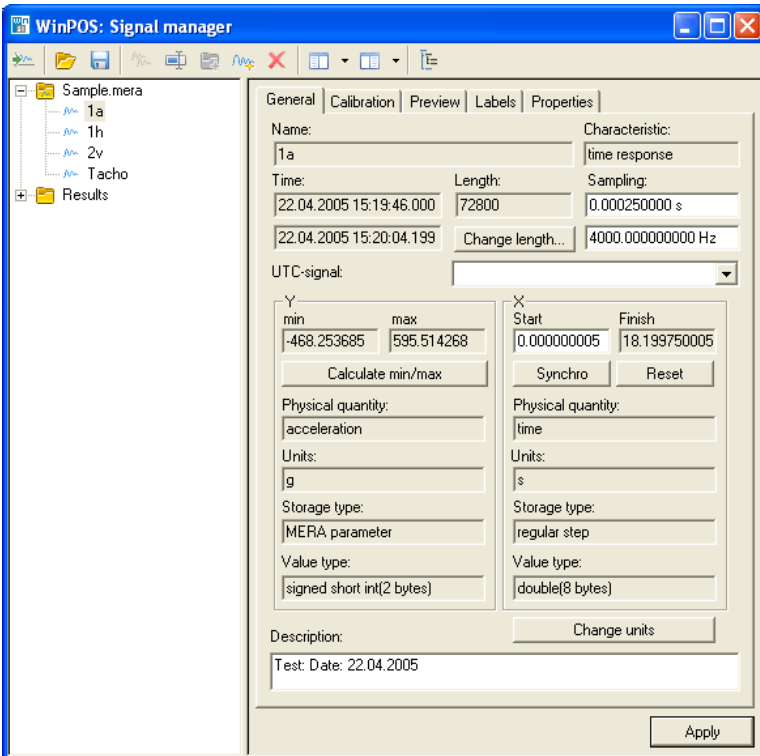 WinPOS: Signal manager
Sample.mera
1a
1h
2v
Tacho
Results
General Calibration Preview Labels Properties
Name: Characteristic:
1a time response
Time: Length: Sampling:
22.04.2005 15:19:46.000 72800 0.000250000 s
22.04.2005 15:20:04.199 Change length... 4000.000000000 Hz
UTC-signal:
Y X
min max Start Finish
-468.253685 595.514268 0.000000005 18.199750005
Calculate min/max Synchro Reset
Physical quantity: Physical quantity:
acceleration time
Units: Units:
g s
Storage type: Storage type:
MERA parameter regular step
Value type: Value type:
signed short int(2 bytes) double(8 bytes)
Description: Change units
Test: Date: 22.04.2005
Apply